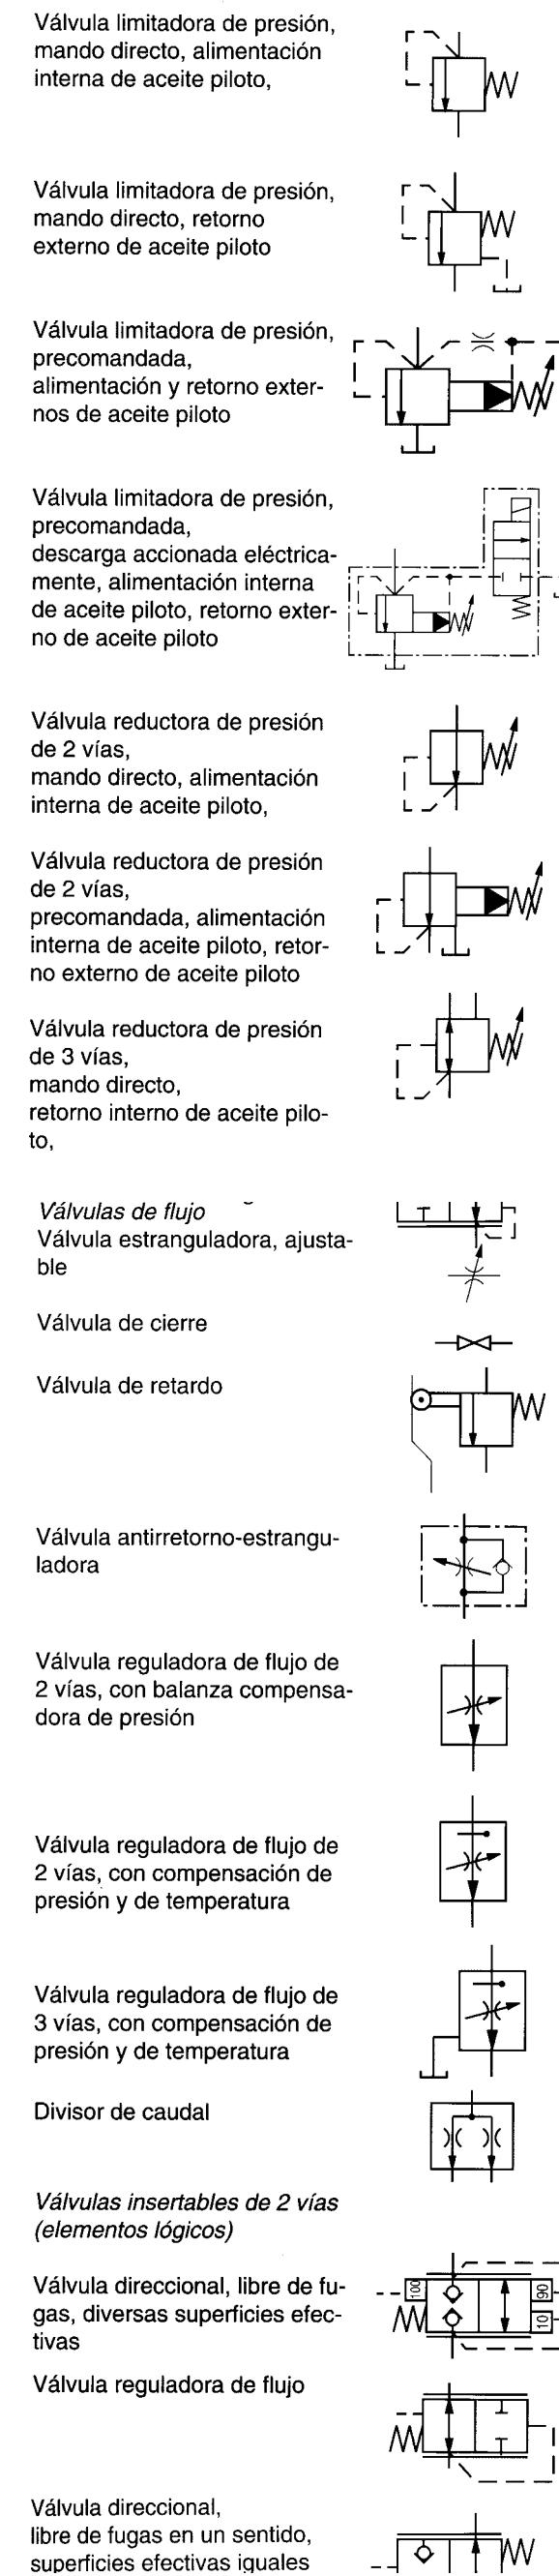 Válvula limitadora de presión,
mando directo, alimentación
interna de aceite piloto,
Válvula limitadora de presión,
mando directo, retorno
externo de aceite piloto
Válvula limitadora de presión,
precomandada,
alimentación y retorno exter-
nos de aceite piloto
Válvula limitadora de presión,
precomandada,
descarga accionada eléctrica-
mente, alimentación interna
de aceite piloto, retorno exter-
no de aceite piloto
Válvula reductora de presión
de 2 vías,
mando directo, alimentación
interna de aceite piloto,
Válvula reductora de presión
de 2 vías,
precomandada, alimentación
interna de aceite piloto, retor-
no externo de aceite piloto
Válvula reductora de presión
de 3 vías,
mando directo,
retorno interno de aceite pilo-
to,
Válvulas de flujo
Válvula estranguladora, ajusta-
ble
Válvula de cierre
Válvula de retardo
Válvula antirretorno-estrangu-
ladora
Válvula reguladora de flujo de
2 vías, con balanza compensa-
dora de presión
Válvula reguladora de flujo de
2 vías, con compensación de
presión y de temperatura
Válvula reguladora de flujo de
3 vías, con compensación de
presión y de temperatura
Divisor de caudal
Válvulas insertables de 2 vías
(elementos lógicos)
Válvula direccional, libre de fu-
gas, diversas superficies efec-
tivas
100
90
10
Válvula reguladora de flujo
Válvula direccional,
libre de fugas en un sentido,
superficies efectivas iguales